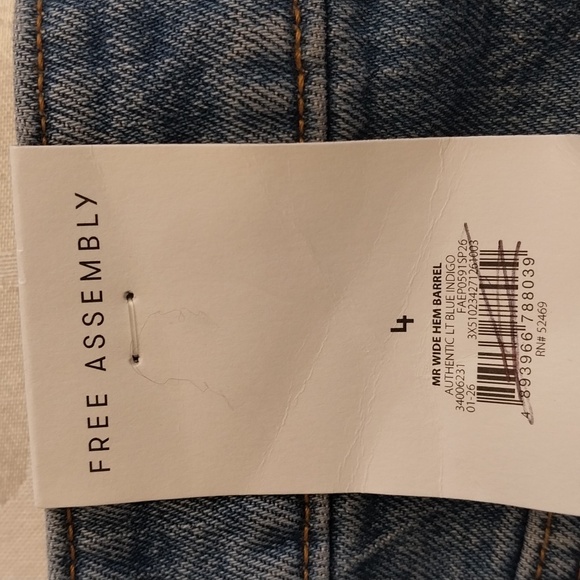 FREE ASSEMBLY
4
MR WIDE HEM BARREL
AUTHENTIC LT BLUE INDIGO
34006231 FAEP0591SP26
01-26 3X510234271261003
4 893966 788039
RN# 52469